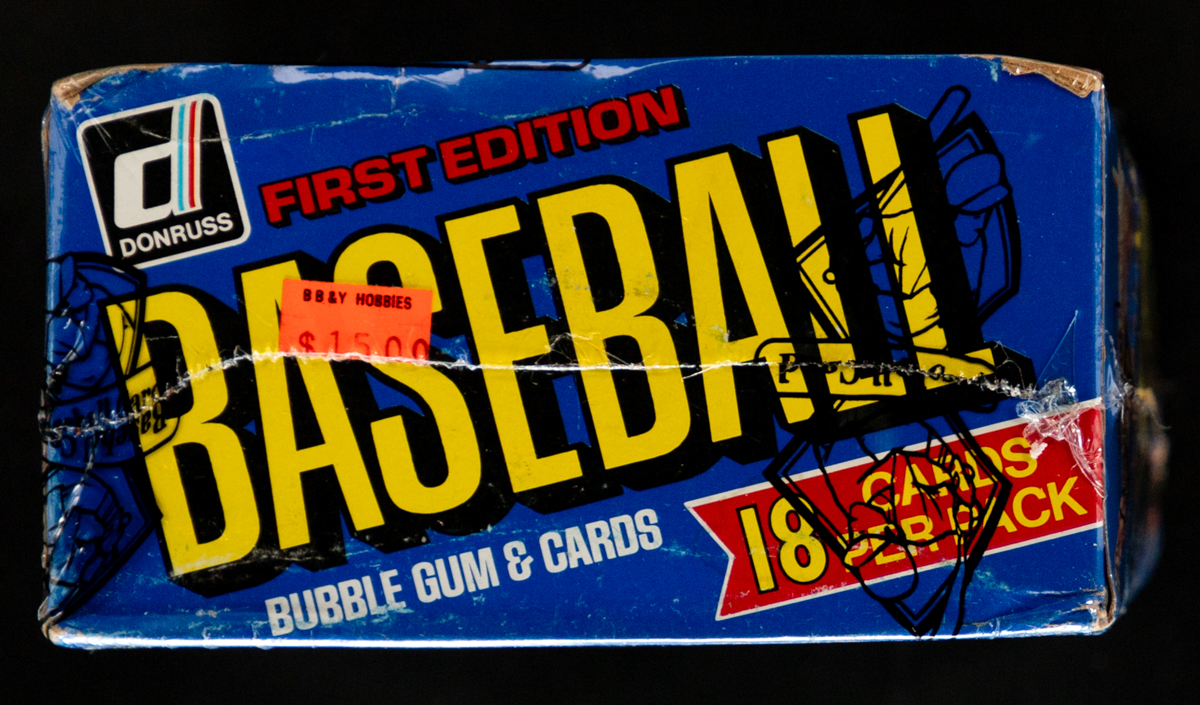 DONRUSS
FIRST EDITION
BASEBALL
BB&Y HOBBIES
$15.00
BUBBLE GUM & CARDS
18 CARDS
PER PACK